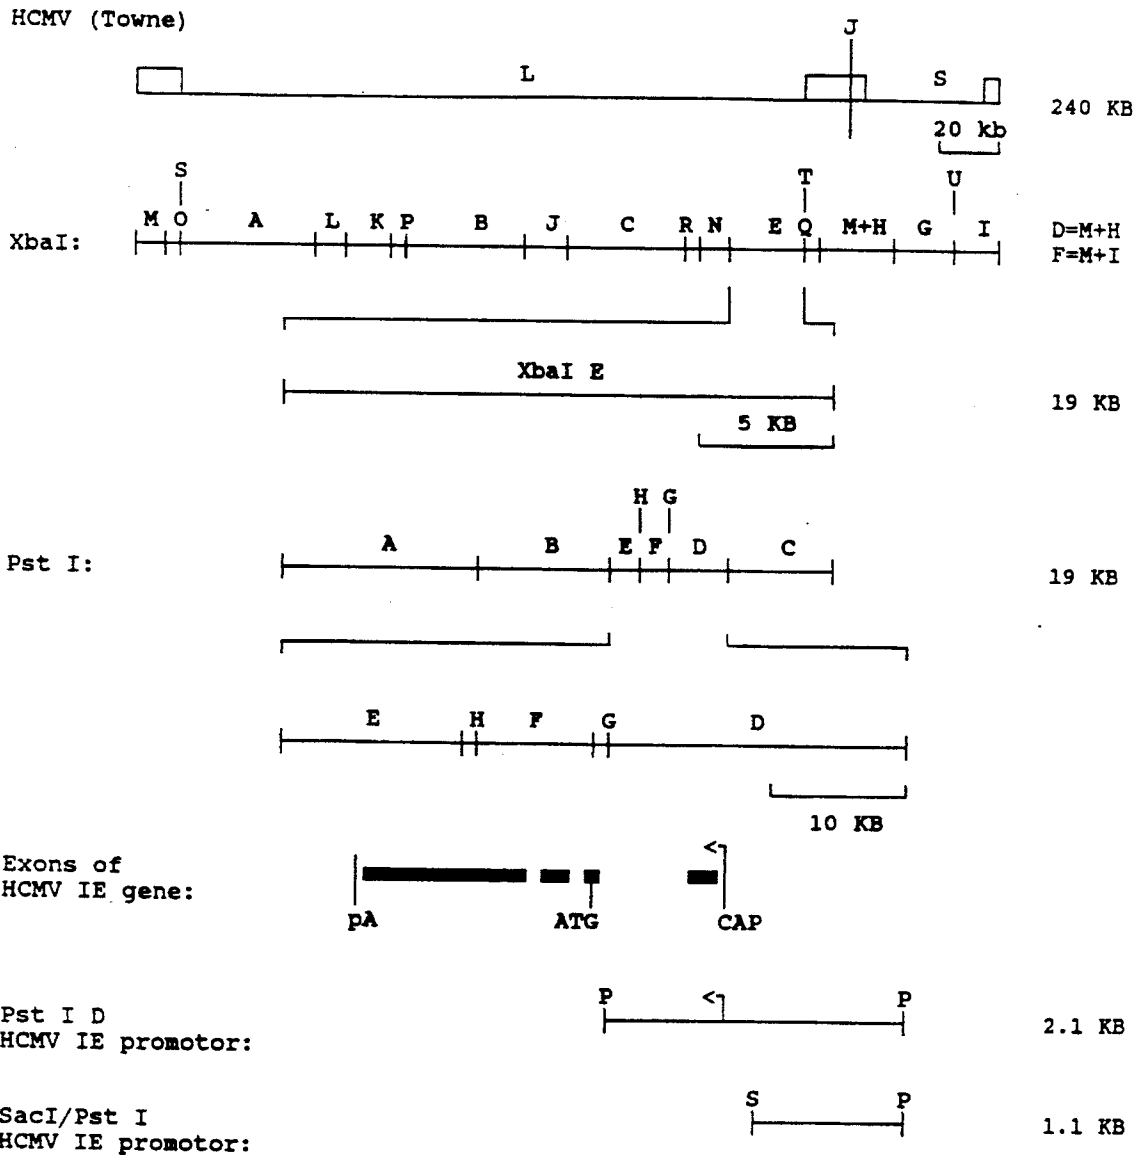 HCMV (Towne)
J
L
S
240 KB
20 kb
S
T
U
M O A L K P B J C R N E Q M+H G I
XbaI:
D=M+H
F=M+I
XbaI E
19 KB
5 KB
H G
A B E F D C
Pst I:
19 KB
E H F G D
10 KB
Exons of
HCMV IE gene:
<
pA
ATG
CAP
Pst I D
HCMV IE promotor:
P < P
2.1 KB
SacI/Pst I
HCMV IE promotor:
S P
1.1 KB